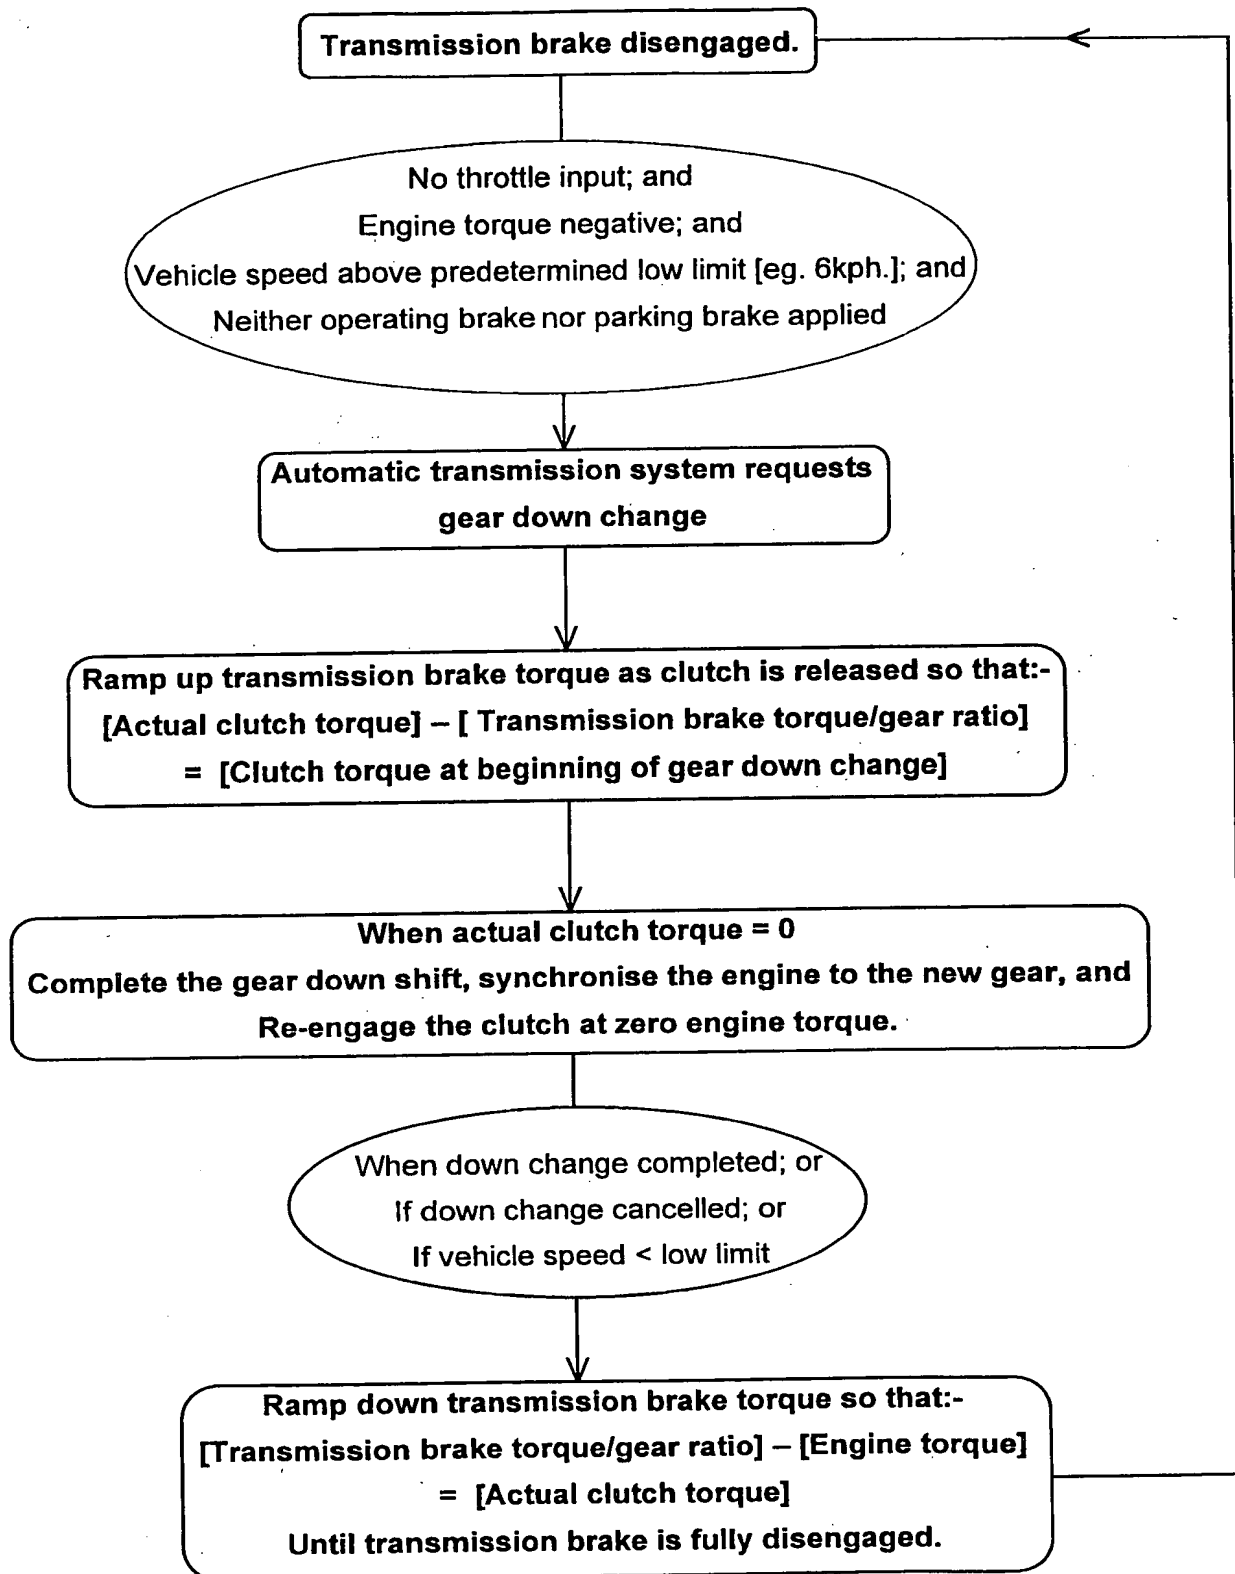 Transmission brake disengaged.
No throttle input; and
Engine torque negative; and
Vehicle speed above predetermined low limit [eg. 6kph.]; and
Neither operating brake nor parking brake applied
Automatic transmission system requests
gear down change
Ramp up transmission brake torque as clutch is released so that:-
[Actual clutch torque] – [ Transmission brake torque/gear ratio]
= [Clutch torque at beginning of gear down change]
When actual clutch torque = 0
Complete the gear down shift, synchronise the engine to the new gear, and
Re-engage the clutch at zero engine torque.
When down change completed; or
If down change cancelled; or
If vehicle speed < low limit
Ramp down transmission brake torque so that:-
[Transmission brake torque/gear ratio] – [Engine torque]
= [Actual clutch torque]
Until transmission brake is fully disengaged.